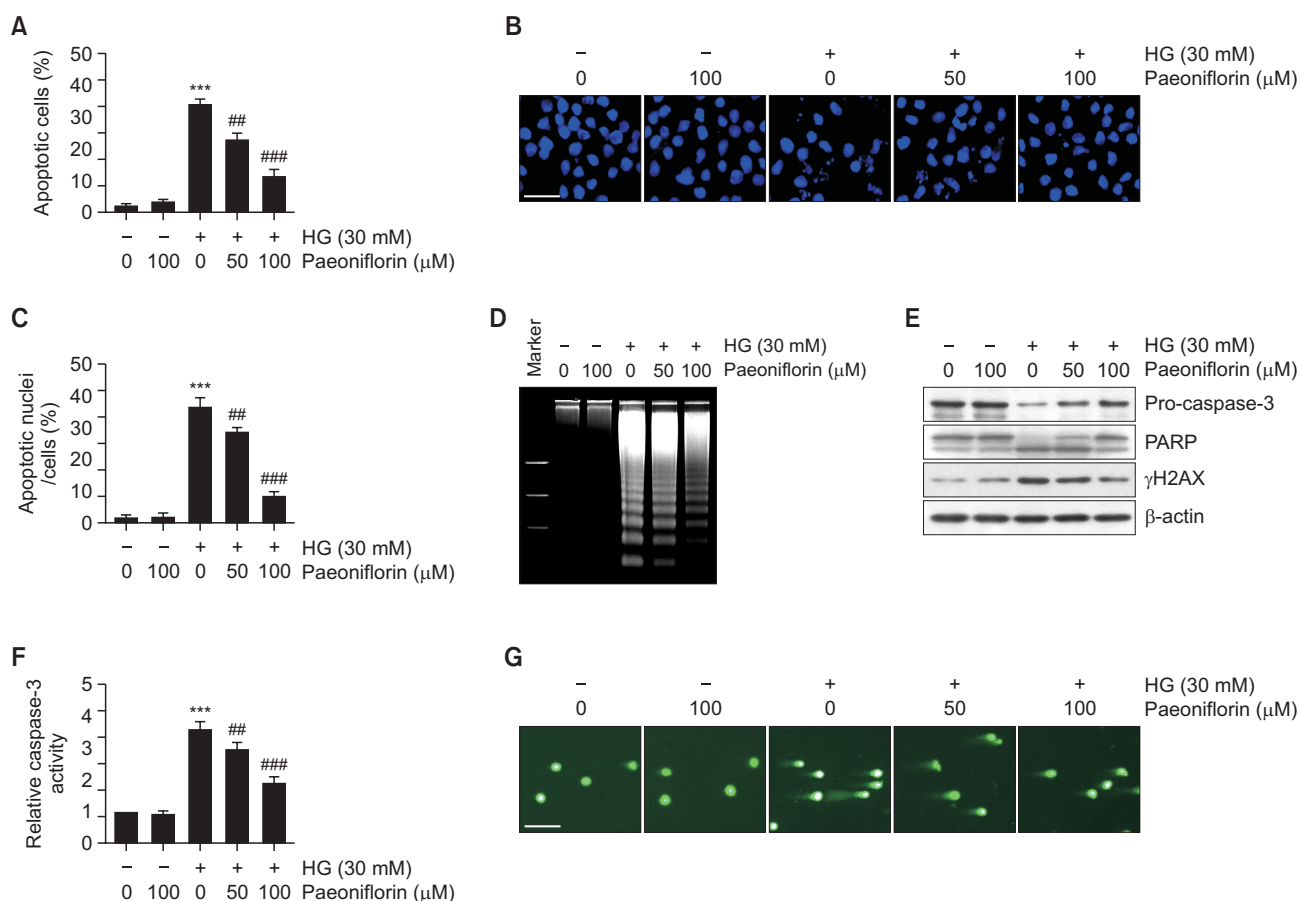 A
Apoptotic cells (%)
50
40
30
20
10
0
***
##
###
– – + + + HG (30 mM)
0 100 0 50 100 Paeoniflorin (μM)
B
– – + + + HG (30 mM)
0 100 0 50 100 Paeoniflorin (μM)
C
Apoptotic nuclei
/cells (%)
50
40
30
20
10
0
***
##
###
– – + + + HG (30 mM)
0 100 0 50 100 Paeoniflorin (μM)
D
Marker
– – + + + HG (30 mM)
0 100 0 50 100 Paeoniflorin (μM)
E
– – + + + HG (30 mM)
0 100 0 50 100 Paeoniflorin (μM)
Pro-caspase-3
PARP
γH2AX
β-actin
F
Relative caspase-3
activity
5
4
3
2
1
0
***
##
###
– – + + + HG (30 mM)
0 100 0 50 100 Paeoniflorin (μM)
G
– – + + + HG (30 mM)
0 100 0 50 100 Paeoniflorin (μM)